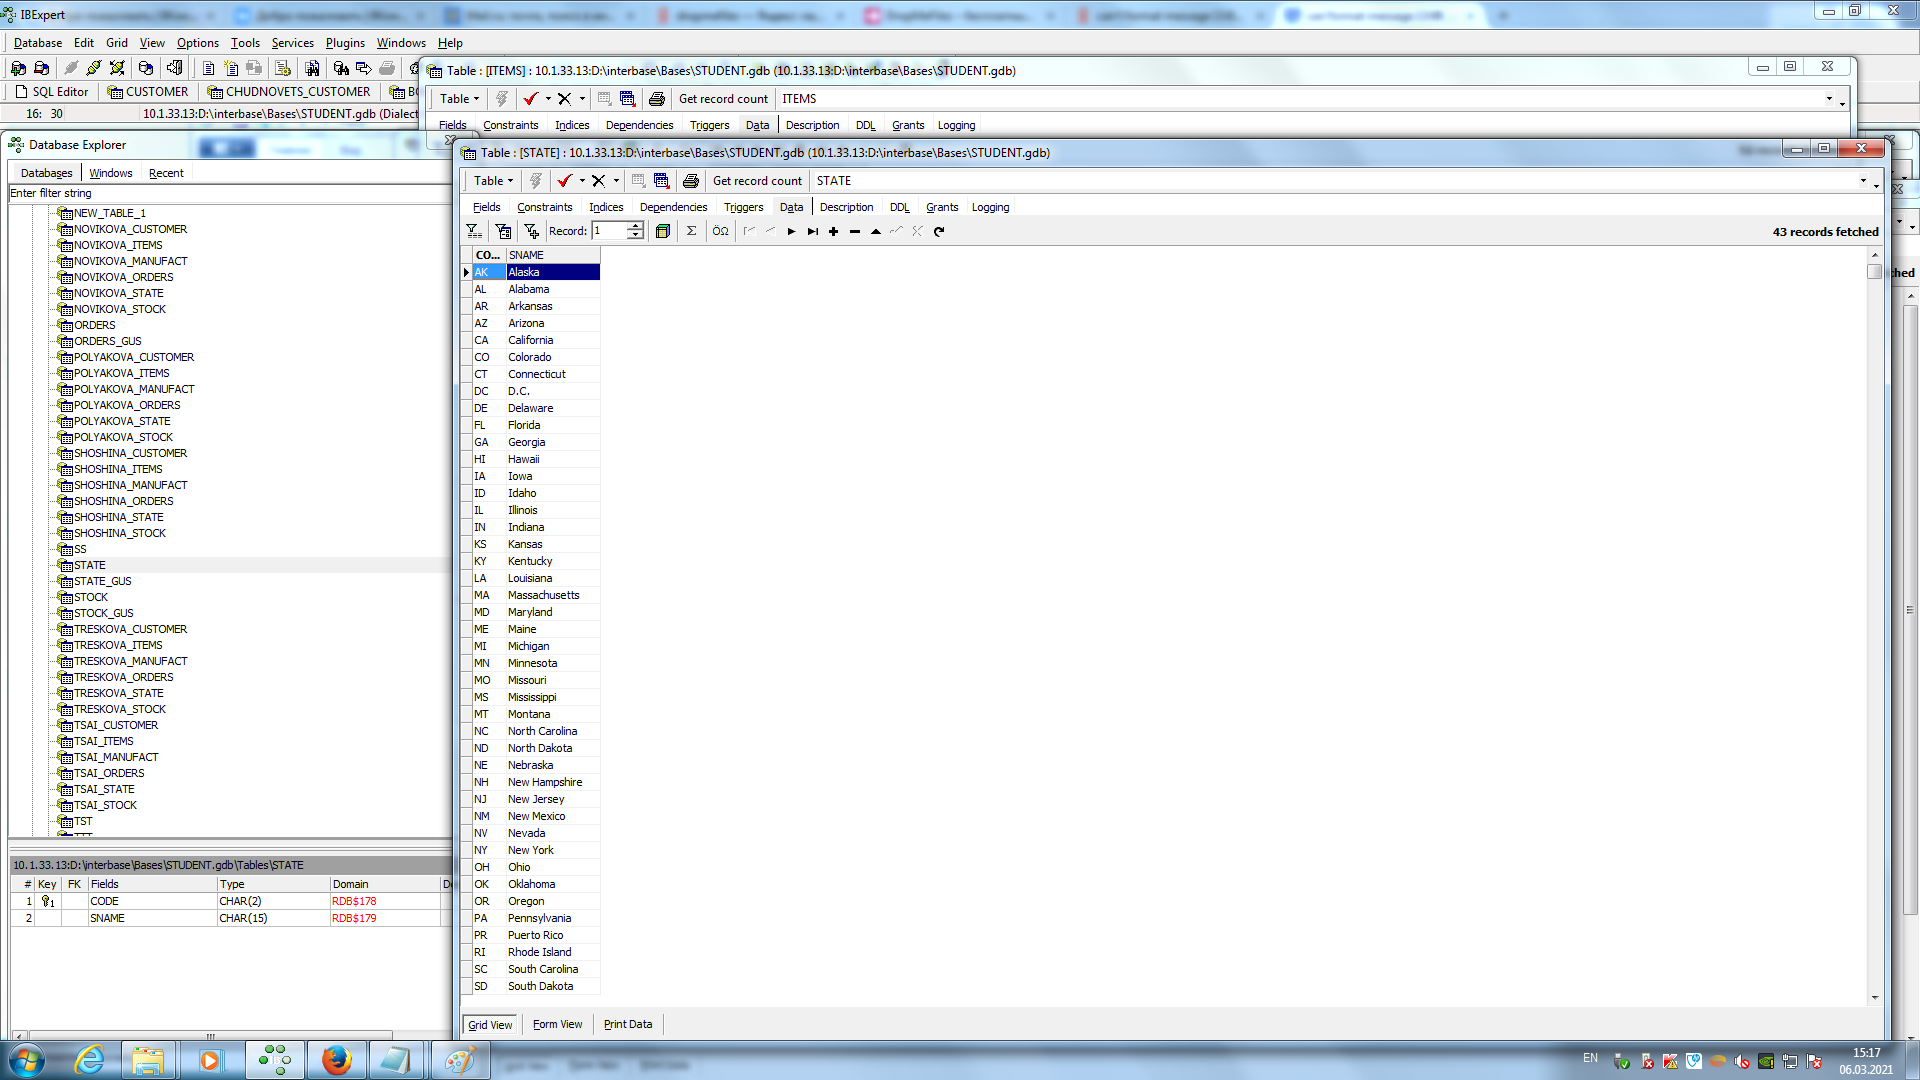 IBExpert
Database Edit Grid View Options Tools Services Plugins Windows Help
SQL Editor CUSTOMER CHUDNOVETS_CUSTOMER
16: 30 10.1.33.13:D:\interbase\Bases\STUDENT.gdb (Dialect
Table : [ITEMS] : 10.1.33.13:D:\interbase\Bases\STUDENT.gdb (10.1.33.13:D:\interbase\Bases\STUDENT.gdb)
Table Get record count ITEMS
Fields Constraints Indices Dependencies Triggers Data Description DDL Grants Logging
Database Explorer
Databases Windows Recent
Enter filter string
NEW_TABLE_1
NOVIKOVA_CUSTOMER
NOVIKOVA_ITEMS
NOVIKOVA_MANUFACT
NOVIKOVA_ORDERS
NOVIKOVA_STATE
NOVIKOVA_STOCK
ORDERS
ORDERS_GUS
POLYAKOVA_CUSTOMER
POLYAKOVA_ITEMS
POLYAKOVA_MANUFACT
POLYAKOVA_ORDERS
POLYAKOVA_STATE
POLYAKOVA_STOCK
SHOSHINA_CUSTOMER
SHOSHINA_ITEMS
SHOSHINA_MANUFACT
SHOSHINA_ORDERS
SHOSHINA_STATE
SHOSHINA_STOCK
SS
STATE
STATE_GUS
STOCK
STOCK_GUS
TRESKOVA_CUSTOMER
TRESKOVA_ITEMS
TRESKOVA_MANUFACT
TRESKOVA_ORDERS
TRESKOVA_STATE
TRESKOVA_STOCK
TSAI_CUSTOMER
TSAI_ITEMS
TSAI_MANUFACT
TSAI_ORDERS
TSAI_STATE
TSAI_STOCK
TST
10.1.33.13:D:\interbase\Bases\STUDENT.gdb\Tables\STATE
# Key FK Fields Type Domain
1 1 CODE CHAR(2) RDB$178
2 SNAME CHAR(15) RDB$179
Table : [STATE] : 10.1.33.13:D:\interbase\Bases\STUDENT.gdb (10.1.33.13:D:\interbase\Bases\STUDENT.gdb)
Table Get record count STATE
Fields Constraints Indices Dependencies Triggers Data Description DDL Grants Logging
Record: 1 Σ ÖΩ 43 records fetched
CO... SNAME
AK Alaska
AL Alabama
AR Arkansas
AZ Arizona
CA California
CO Colorado
CT Connecticut
DC D.C.
DE Delaware
FL Florida
GA Georgia
HI Hawaii
IA Iowa
ID Idaho
IL Illinois
IN Indiana
KS Kansas
KY Kentucky
LA Louisiana
MA Massachusetts
MD Maryland
ME Maine
MI Michigan
MN Minnesota
MO Missouri
MS Mississippi
MT Montana
NC North Carolina
ND North Dakota
NE Nebraska
NH New Hampshire
NJ New Jersey
NM New Mexico
NV Nevada
NY New York
OH Ohio
OK Oklahoma
OR Oregon
PA Pennsylvania
PR Puerto Rico
RI Rhode Island
SC South Carolina
SD South Dakota
Grid View Form View Print Data
EN 15:17
06.03.2021